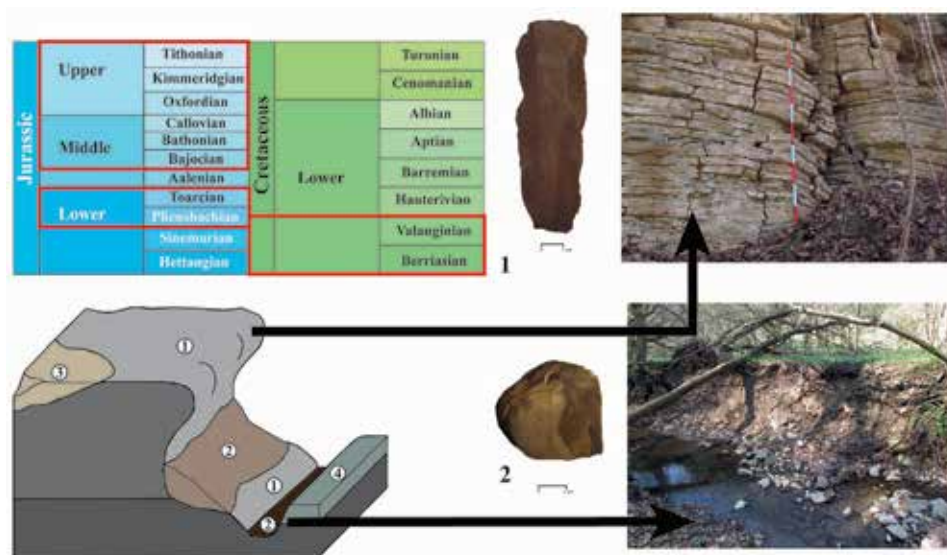 Jurassic
Upper
Middle
Lower
Tithonian
Kimmeridgian
Oxfordian
Callovian
Bathonian
Bajocian
Aalenian
Toarcian
Pliensbachian
Sinemurian
Hettangian
Cretaceous
Lower
Turonian
Cenomanian
Albian
Aptian
Barremian
Hauterivian
Valanginian
Berriasian
1
1
3
2
1
4
2
2